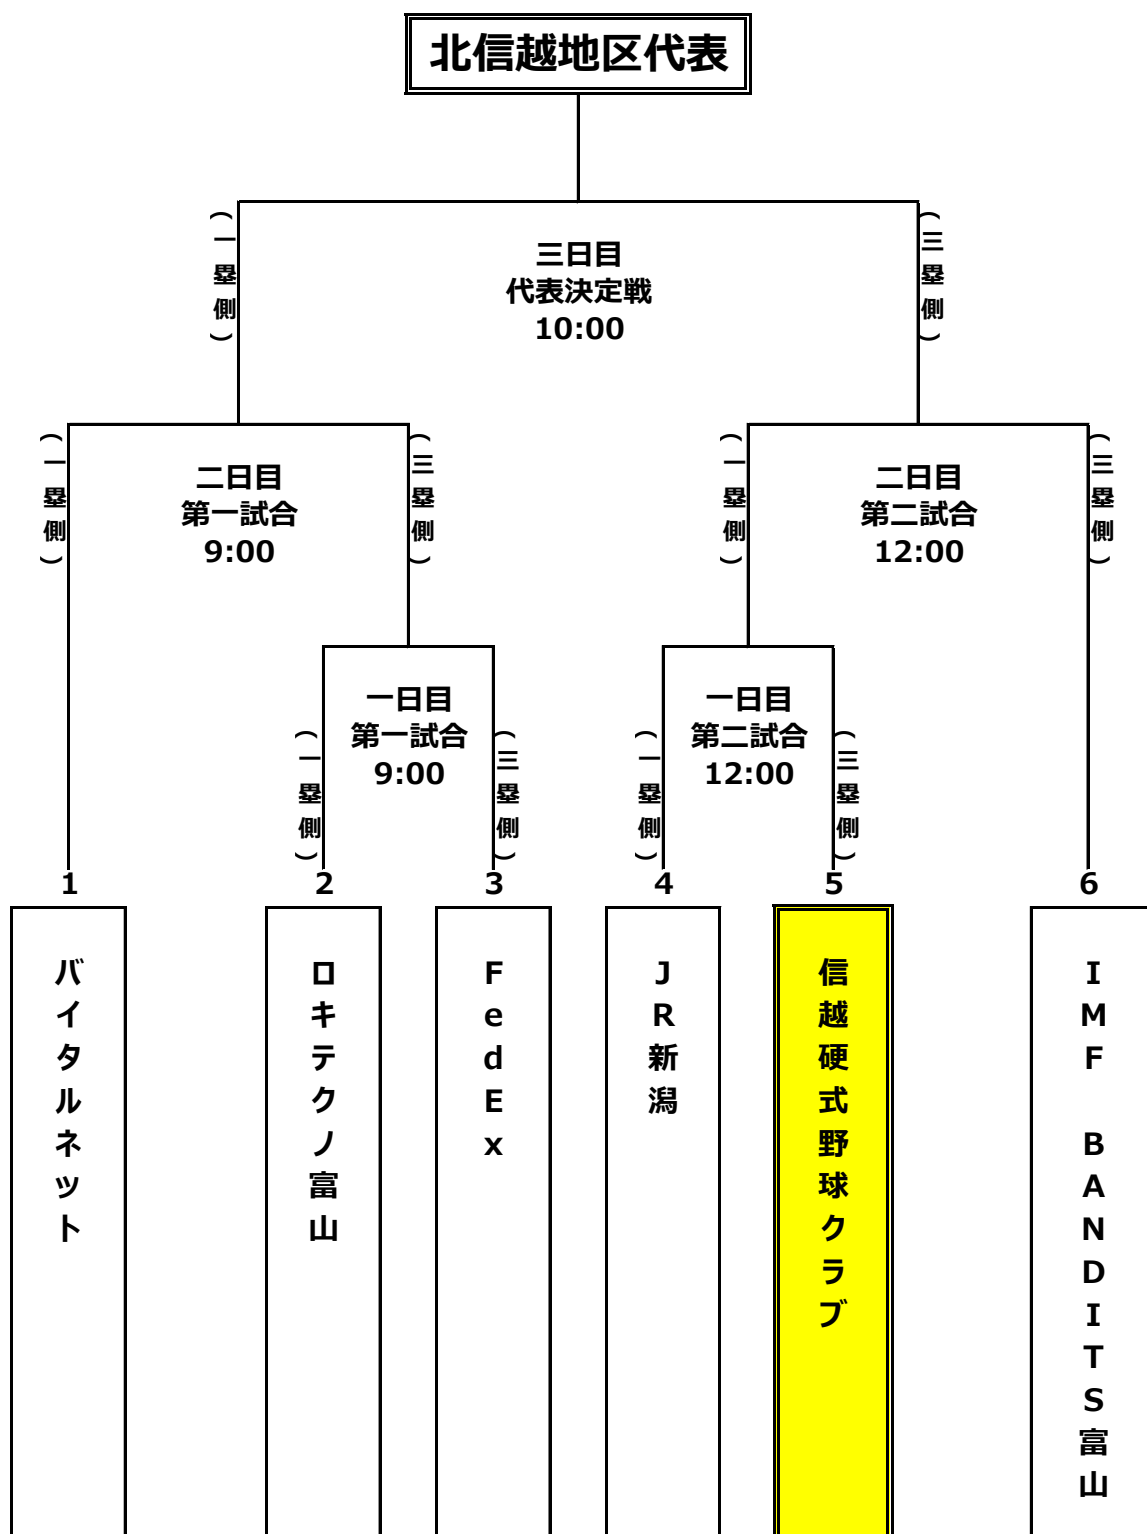 北信越地区代表
(一塁側)
三日目
代表決定戦
10:00
(三塁側)
(一塁側)
二日目
第一試合
9:00
(三塁側)
(一塁側)
二日目
第二試合
12:00
(三塁側)
(一塁側)
一日目
第一試合
9:00
(三塁側)
(一塁側)
一日目
第二試合
12:00
(三塁側)
1
2
3
4
5
6
バイタルネット
ロキテクノ富山
FedEx
JR新潟
信越硬式野球クラブ
IMF BANDITS富山